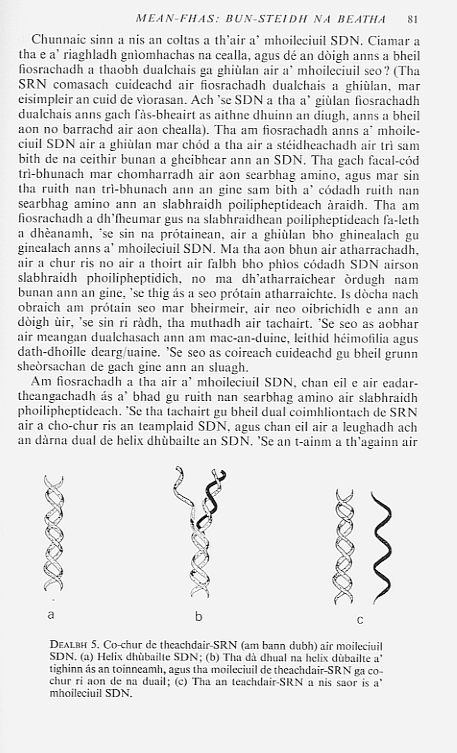 MEAN-FHAS: BUN-STEIDH NA BEATHA 81
Chunnaic sinn a nis an coltas a th'air a' mhoileciuil SDN. Ciamar a
tha e a' riaghladh gnìomhachas na cealla, agus dé an dòigh anns a bheil
fiosrachadh a thaobh dualchais ga ghiùlan air a' mhoileciuil seo? (Tha
SRN comasach cuideachd air fiosrachadh dualchais a ghiulan, mar
eisimpleir an cuid de vìorasan. Ach 'se SDN a tha a' giùlan fiosrachadh
dualchais anns gach fàs-bheairt as aithne dhuinn an diugh, anns a bheil
aon no barrachd air aon chealla). Tha am fiosrachadh anns a' mhoile-
ciuil SDN air a ghiulan mar chód a tha air a stéidheachadh air trì sam
bith de na ceithir bunan a gheibhear ann an SDN. Tha gach facal-cód
trì-bhunach mar chomharradh air aon searbhag amino, agus mar sin
tha ruith nan trì-bhunach ann an gine sam bith a' códadh ruith nan
searbhag amino ann an slabhraidh poilipheptideach àraidh. Tha am
fiosrachadh a dh'fheumar gus na slabhraidhean poilipheptideach fa-leth
a dhèanamh, 'se sin na prótainean, air a ghiulan bho ghinealach gu
ginealach anns a' mhoileciuil SDN. Ma tha aon bhun air atharrachadh,
air a chur ris no air a thoirt air falbh bho phìos códadh SDN airson
slabhraidh phoilipheptidich, no ma dh'atharraichear òrdugh nam
bunan ann an gine, 'se thig ás a seo prótain atharraichte. Is dòcha nach
obraich am prótain seo mar bheirmeir, air neo oibrichidh e ann an
dòigh ùir, 'se sin ri ràdh, tha muthadh air tachairt. 'Se seo as aobhar
air meangan dualchasach ann am mac-an-duine, leithid héimofilia agus
dath-dhoille dearg/uaine. 'Se seo as coireach cuideachd gu bheil grunn
sheòrsachan de gach gine ann an sluagh.
Am fiosrachadh a tha air a' mhoileciuil SDN, chan eil e air eadar-
theangachadh ás a' bhad gu ruith nan searbhag amino air slabhraidh
phoilipheptideach. 'Se tha tachairt gu bheil dual coimhliontach de SRN
air a cho-chur ris an teamplaid SDN, agus chan eil air a leughadh ach
an dàrna dual de helix dhùbailte an SDN. 'Se an t-ainm a th'againn air
a
b
c
DEALBH 5. Co-chur de theachdair-SRN (am bann dubh) air moileciuil
SDN. (a) Helix dhùbailte SDN; (b) Tha dà dhual na helix dùbailte a'
tighinn ás an toinneamh, agus tha moileciuil de theachdair-SRN ga co-
chur ri aon de na duail; (c) Tha an teachdair-SRN a nis saor is a'
mhoileciuil SDN.